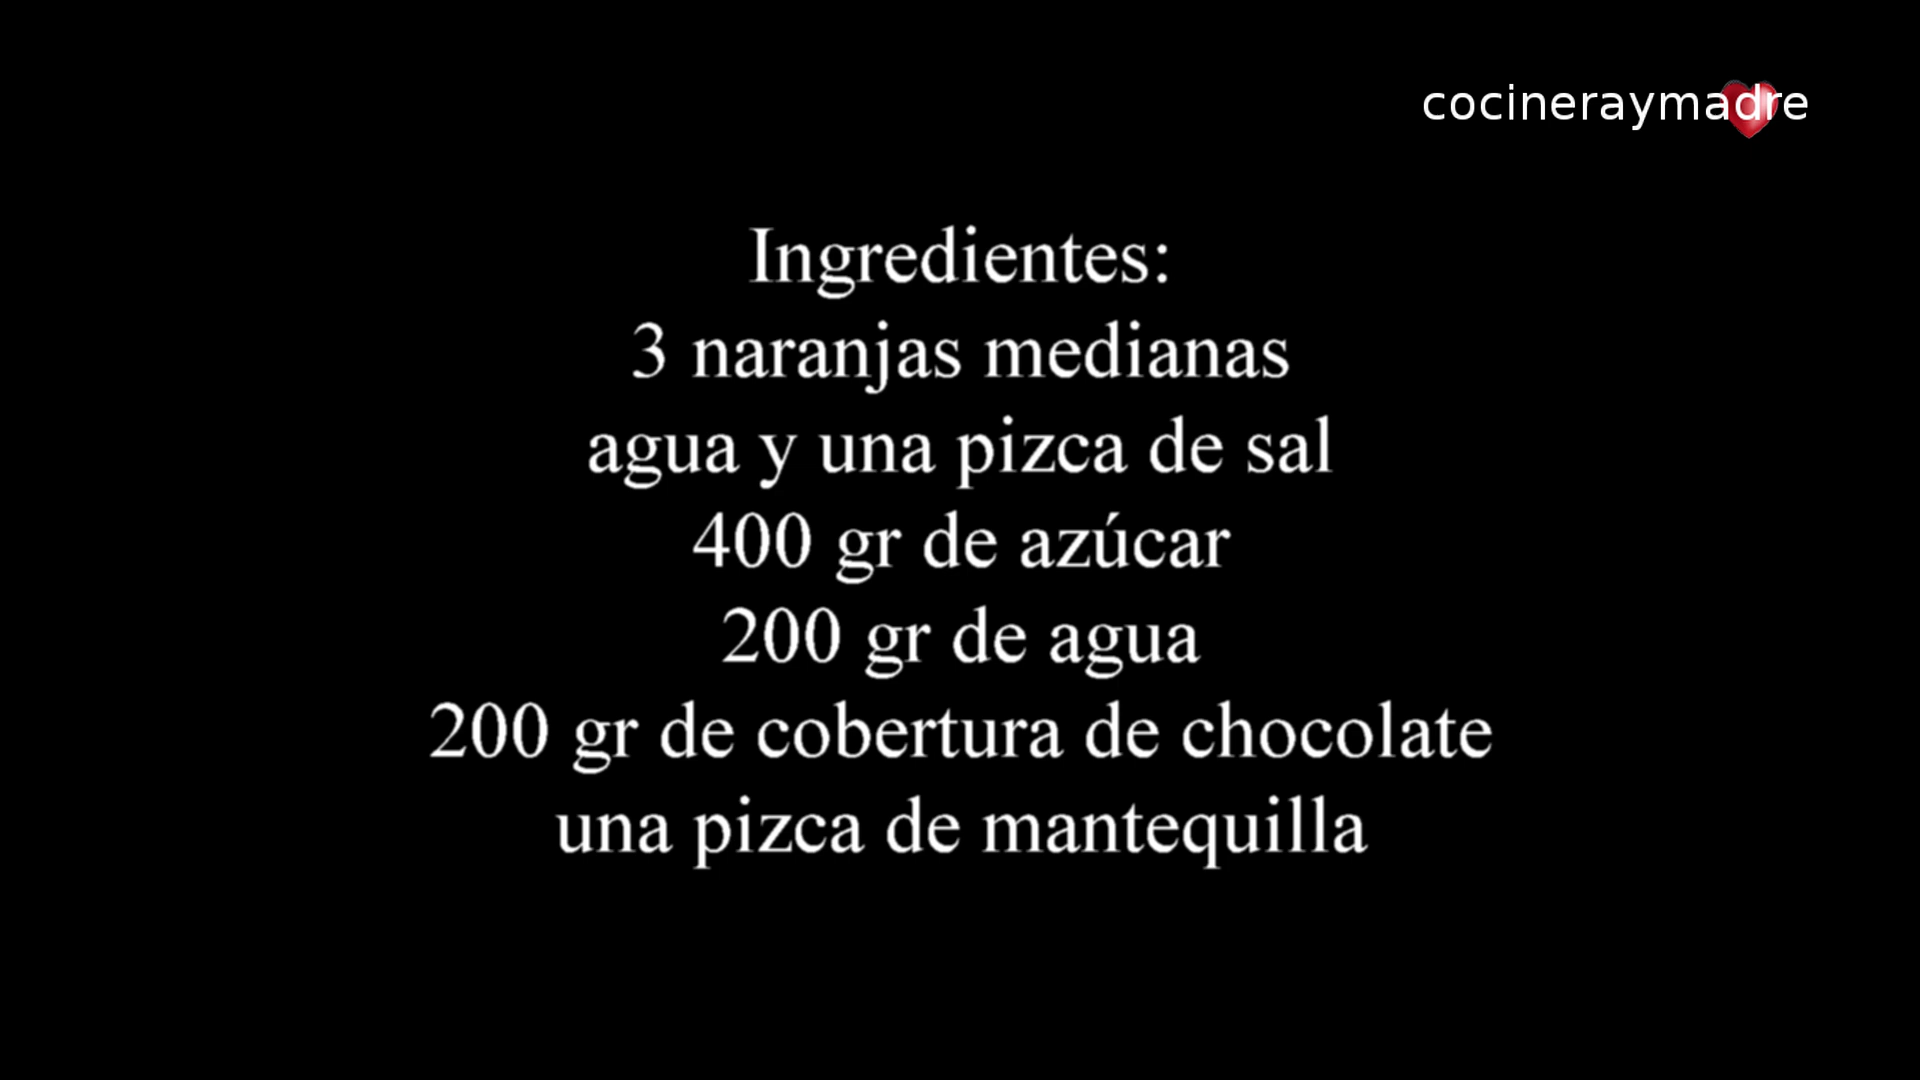 cocineraymadre
Ingredientes:
3 naranjas medianas
agua y una pizca de sal
400 gr de azúcar
200 gr de agua
200 gr de cobertura de chocolate
una pizca de mantequilla